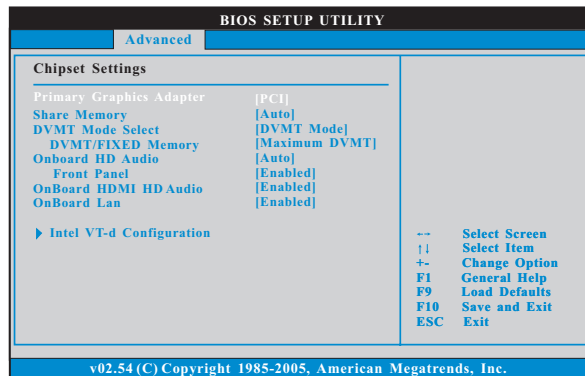 BIOS SETUP UTILITY
Advanced
Chipset Settings
Primary Graphics Adapter [PCI]
Share Memory [Auto]
DVMT Mode Select [DVMT Mode]
DVMT/FIXED Memory [Maximum DVMT]
Onboard HD Audio [Auto]
Front Panel [Enabled]
OnBoard HDMI HD Audio [Enabled]
OnBoard Lan [Enabled]
Intel VT-d Configuration
←→ Select Screen
↑↓ Select Item
+- Change Option
F1 General Help
F9 Load Defaults
F10 Save and Exit
ESC Exit
v02.54 (C) Copyright 1985-2005, American Megatrends, Inc.